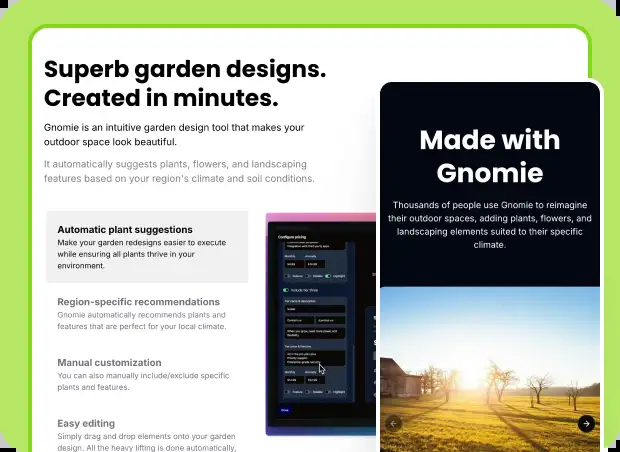 Superb garden designs.
Created in minutes.
Gnomie is an intuitive garden design tool that makes your
outdoor space look beautiful.
It automatically suggests plants, flowers, and landscaping
features based on your region's climate and soil conditions.
Automatic plant suggestions
Make your garden redesigns easier to execute
while ensuring all plants thrive in your
environment.
Region-specific recommendations
Gnomie automatically recommends plants and
features that are perfect for your local climate.
Manual customization
You can also manually include/exclude specific
plants and features.
Easy editing
Simply drag and drop elements onto your garden
design. All the heavy lifting is done automatically,
Configure pricing
Monthly
Annually
Monthly
Annually
Made with
Gnomie
Thousands of people use Gnomie to reimagine
their outdoor spaces, adding plants, flowers, and
landscaping elements suited to their specific
climate.